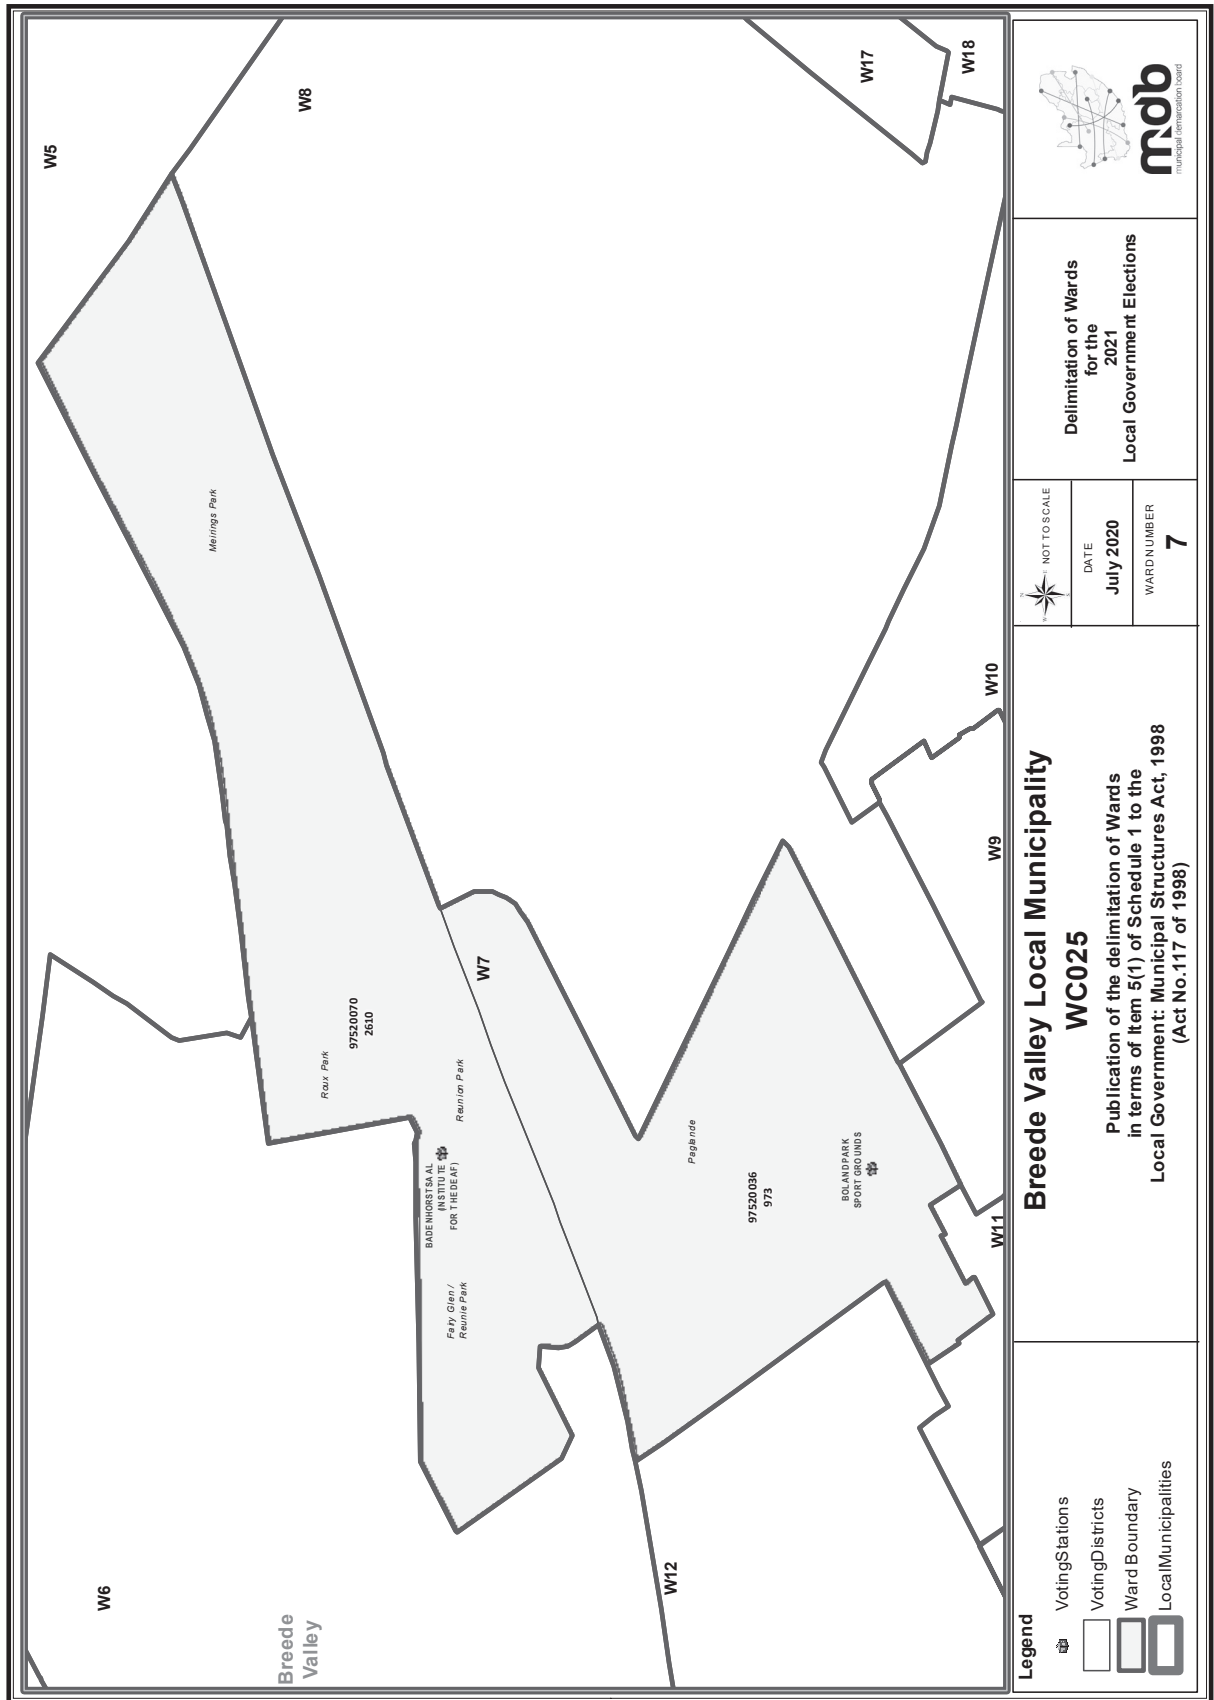 W5
W8
W17
W18
Meirings Park
W10
W9
W7
97520070
2610
Roux Park
Reunion Park
BADENHORSTSAAL
(INSTITUTE
FOR THE DEAF)
Paglande
97520036
973
BOLANDPARK
SPORT GROUNDS
W11
Fairy Glen /
Reunie Park
W6
W12
Breede
Valley
Legend
VotingStations
VotingDistricts
Ward Boundary
LocalMunicipalities
Breede Valley Local Municipality
WC025
Publication of the delimitation of Wards
in terms of Item 5(1) of Schedule 1 to the
Local Government: Municipal Structures Act, 1998
(Act No.117 of 1998)
N
W
E
S
NOT TO SCALE
DATE
July 2020
WARD NUMBER
7
Delimitation of Wards
for the
2021
Local Government Elections
mdb
municipal demarcation board